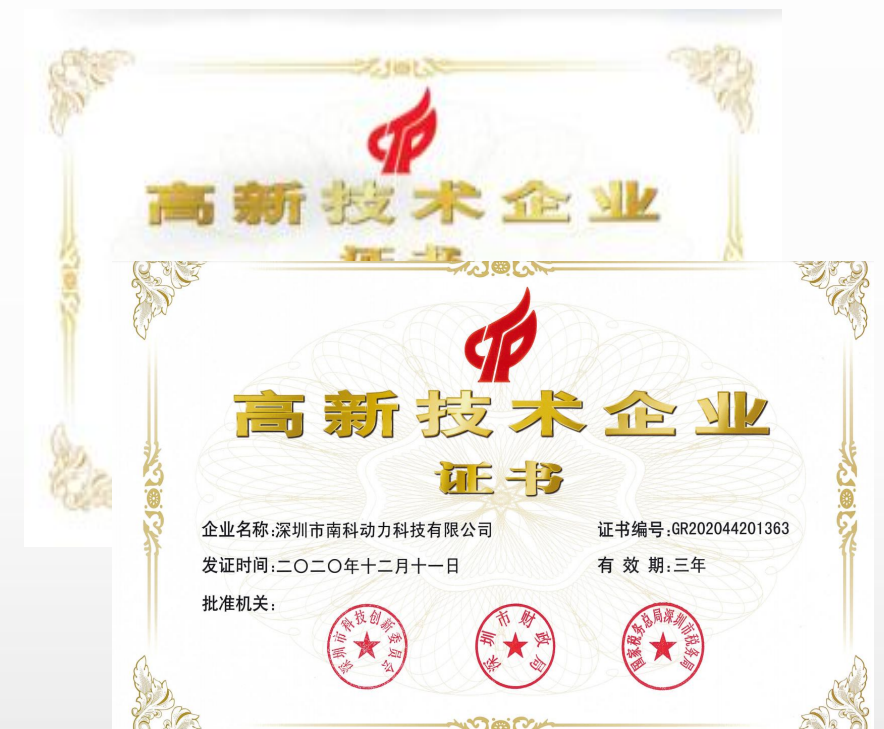 高新技术企业
证书
高新技术企业
证书
企业名称:深圳市南科动力科技有限公司
证书编号:GR202044201363
发证时间:二〇二〇年十二月十一日
有效期:三年
批准机关:
深圳市科技创新委员会
深圳市财政局
国家税务总局深圳市税务局